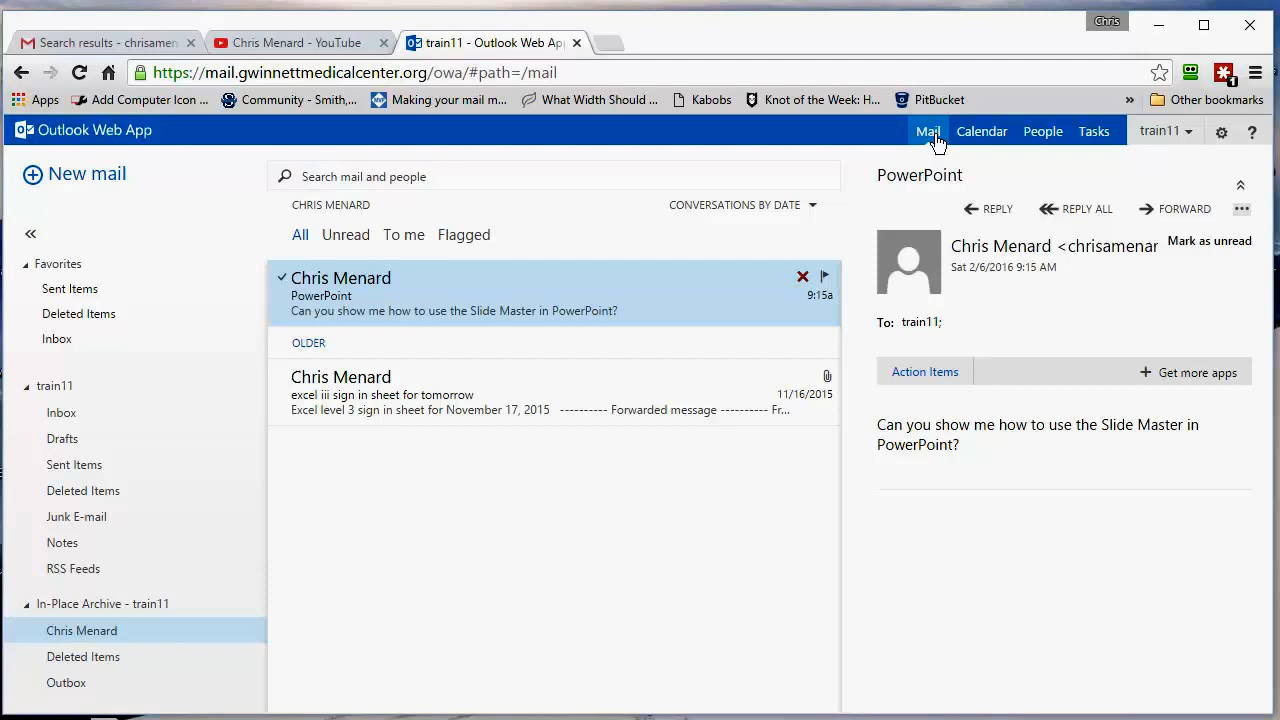 Chris
Search results - chrisamen
Chris Menard - YouTube
train11 - Outlook Web App
https://mail.gwinnettmedicalcenter.org/owa/#path=/mail
1
Apps
Add Computer Icon ...
Community - Smith,...
Making your mail m...
What Width Should ...
Kabobs
Knot of the Week: H...
PitBucket
»
Other bookmarks
Outlook Web App
Mail
Calendar
People
Tasks
train11
?
New mail
Search mail and people
CHRIS MENARD
CONVERSATIONS BY DATE
All
Unread
To me
Flagged
Favorites
Sent Items
Deleted Items
Inbox
train11
Inbox
Drafts
Sent Items
Deleted Items
Junk E-mail
Notes
RSS Feeds
In-Place Archive - train11
Chris Menard
Deleted Items
Outbox
Chris Menard
PowerPoint
9:15a
Can you show me how to use the Slide Master in PowerPoint?
OLDER
Chris Menard
excel iii sign in sheet for tomorrow
11/16/2015
Excel level 3 sign in sheet for November 17, 2015 ---------- Forwarded message ---------- Fr...
PowerPoint
REPLY
REPLY ALL
FORWARD
Chris Menard <chrisamenar
Mark as unread
Sat 2/6/2016 9:15 AM
To: train11;
Action Items
+ Get more apps
Can you show me how to use the Slide Master in
PowerPoint?